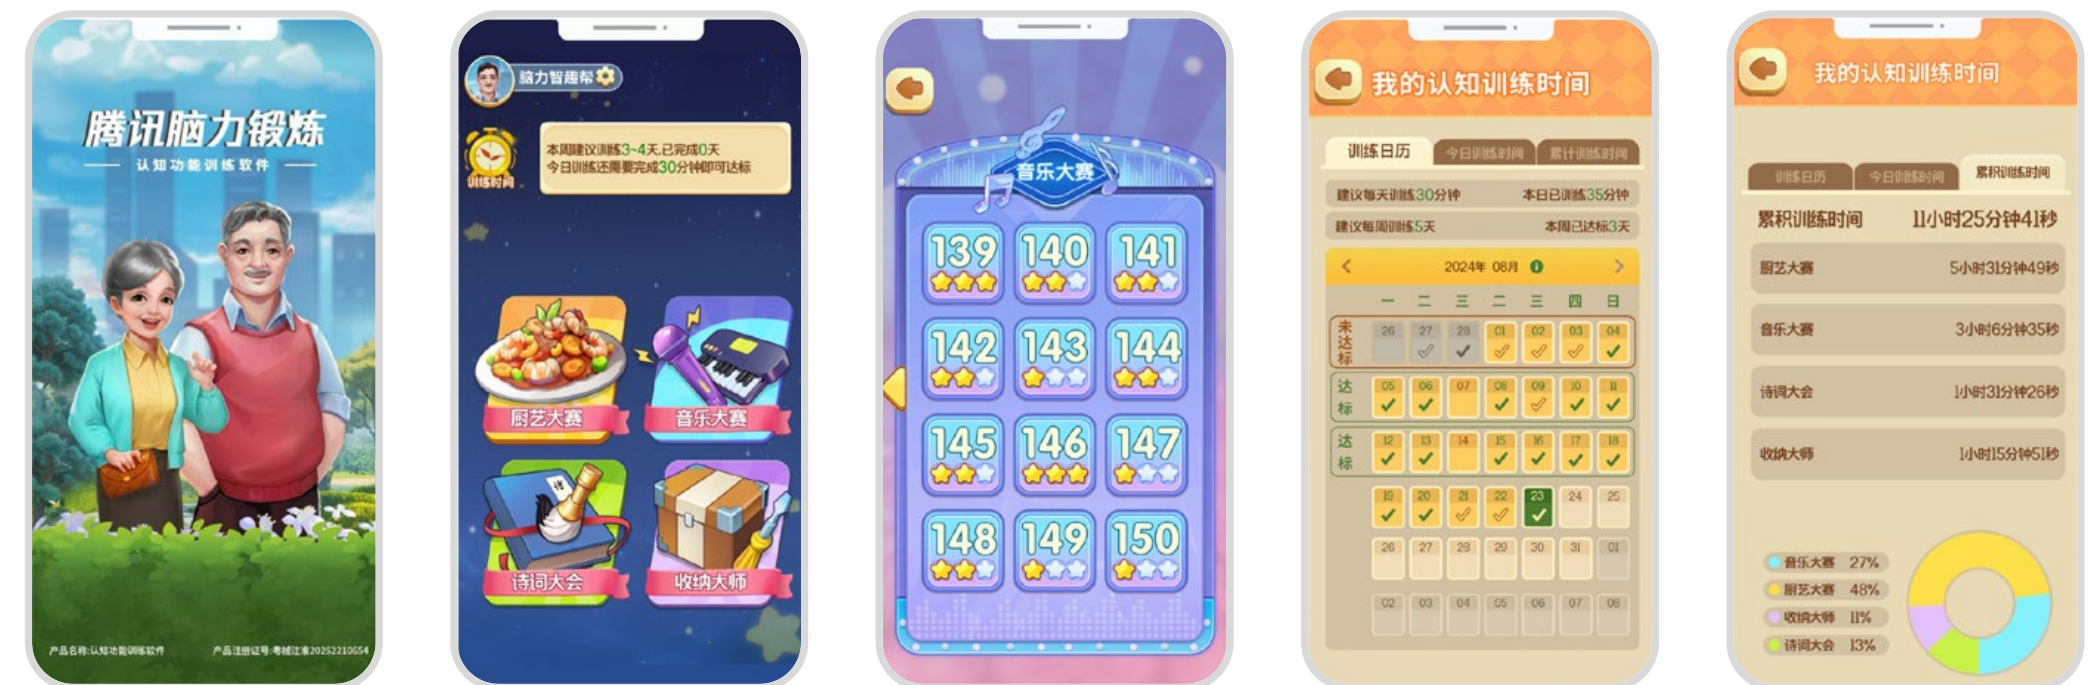 腾讯脑力锻炼
认知功能训练软件
产品名称:认知功能训练软件 产品注册证号:粤械注准20252210654
脑力智趣帮
本周建议训练3~4天,已完成0天
今日训练还需要完成30分钟即可达标
训练时间
厨艺大赛 音乐大赛
诗词大会 收纳大师
音乐大赛
139 140 141
142 143 144
145 146 147
148 149 150
我的认知训练时间
训练日历 今日训练时间 累计训练时间
建议每天训练30分钟 本日已训练35分钟
建议每周训练5天 本周已达标3天
2024年 08月
一 二 三 二 三 四 日
未达标 26 27 28 01 02 03 04
达标 05 06 07 08 09 10 11
达标 12 13 14 15 16 17 18
19 20 21 22 23 24 25
26 27 28 29 30 31 01
02 03 04 05 06 07 08
我的认知训练时间
训练日历 今日训练时间 累积训练时间
累积训练时间 11小时25分钟41秒
厨艺大赛 5小时31分钟49秒
音乐大赛 3小时6分钟35秒
诗词大会 1小时31分钟26秒
收纳大师 1小时15分钟51秒
音乐大赛 27%
厨艺大赛 48%
收纳大师 11%
诗词大会 13%